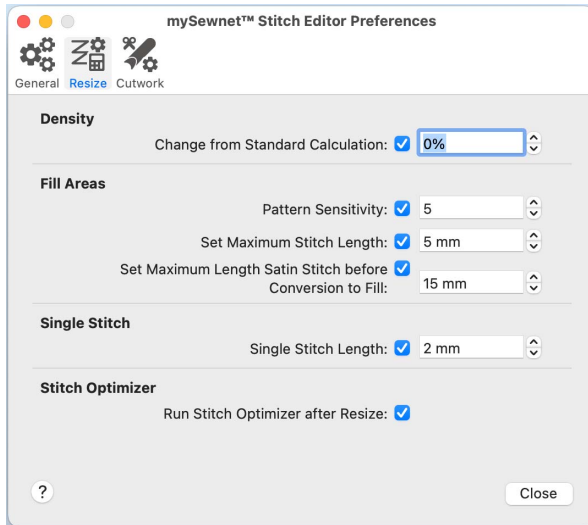 mySewnet™ Stitch Editor Preferences
General Resize Cutwork
Density
Change from Standard Calculation: 0%
Fill Areas
Pattern Sensitivity: 5
Set Maximum Stitch Length: 5 mm
Set Maximum Length Satin Stitch before
Conversion to Fill: 15 mm
Single Stitch
Single Stitch Length: 2 mm
Stitch Optimizer
Run Stitch Optimizer after Resize:
? Close